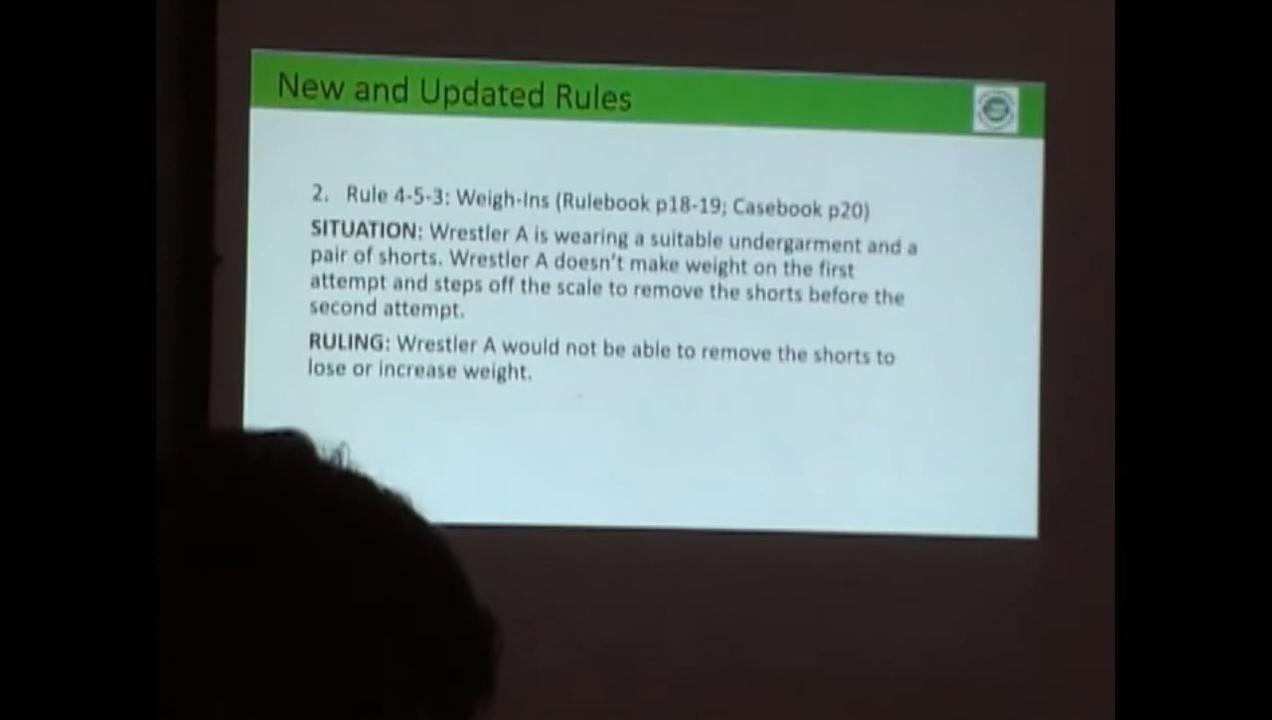 New and Updated Rules
2. Rule 4-5-3: Weigh-Ins (Rulebook p18-19; Casebook p20)
SITUATION: Wrestler A is wearing a suitable undergarment and a
pair of shorts. Wrestler A doesn't make weight on the first
attempt and steps off the scale to remove the shorts before the
second attempt.
RULING: Wrestler A would not be able to remove the shorts to
lose or increase weight.